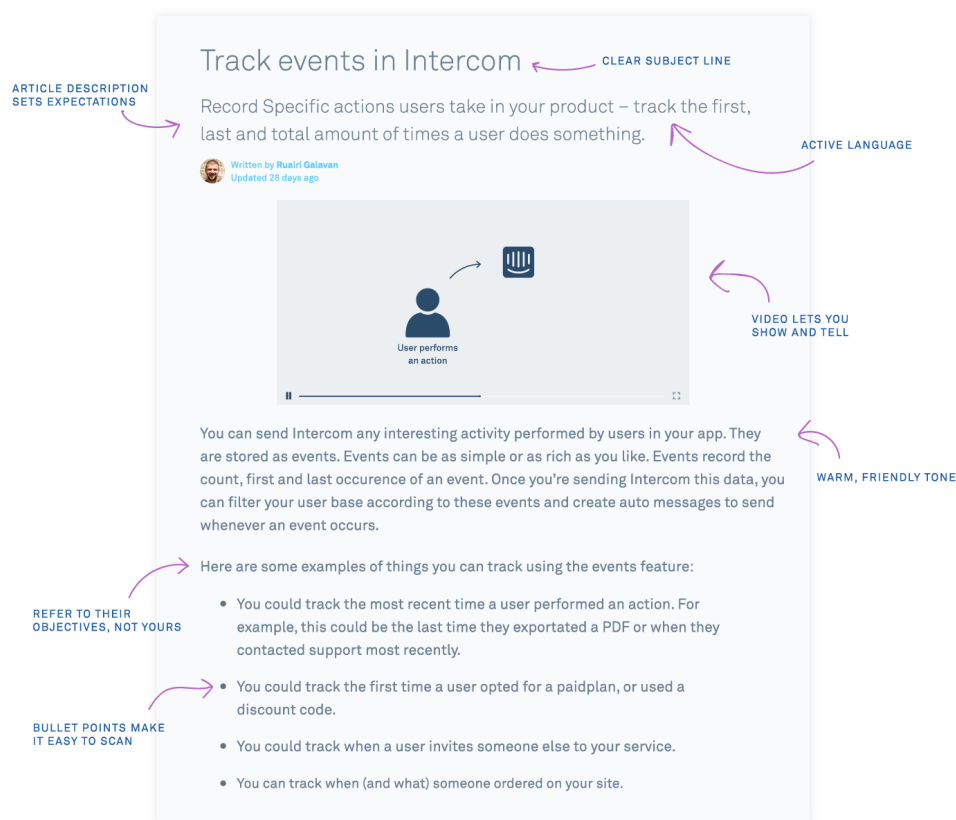 Track events in Intercom
CLEAR SUBJECT LINE
ARTICLE DESCRIPTION
SETS EXPECTATIONS
Record Specific actions users take in your product – track the first,
last and total amount of times a user does something.
ACTIVE LANGUAGE
Written by Ruairi Galavan
Updated 28 days ago
User performs
an action
VIDEO LETS YOU
SHOW AND TELL
You can send Intercom any interesting activity performed by users in your app. They
are stored as events. Events can be as simple or as rich as you like. Events record the
count, first and last occurence of an event. Once you're sending Intercom this data, you
can filter your user base according to these events and create auto messages to send
whenever an event occurs.
WARM, FRIENDLY TONE
Here are some examples of things you can track using the events feature:
REFER TO THEIR
OBJECTIVES, NOT YOURS
• You could track the most recent time a user performed an action. For
example, this could be the last time they exportated a PDF or when they
contacted support most recently.
• You could track the first time a user opted for a paidplan, or used a
discount code.
BULLET POINTS MAKE
IT EASY TO SCAN
• You could track when a user invites someone else to your service.
• You can track when (and what) someone ordered on your site.